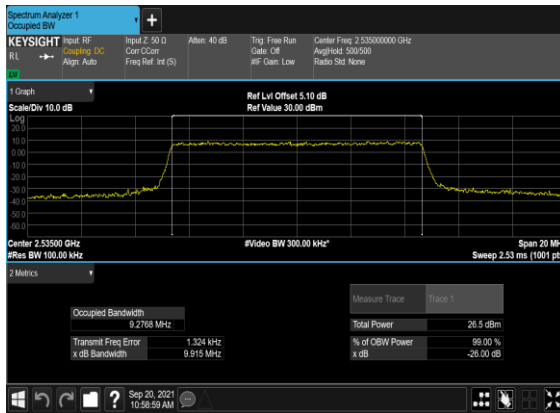 Spectrum Analyzer 1
Occupied BW
KEYSIGHT Input: RF Input Z: 50 Ω Atten: 40 dB Trig: Free Run Center Freq: 2.535000000 GHz
RL Coupling: DC Corr CCorr Gate: Off Avg|Hold: 500/500
Align: Auto Freq Ref: Int (S) #IF Gain: Low Radio Std: None
1 Graph
Scale/Div 10.0 dB
Ref Lvl Offset 5.10 dB
Ref Value 30.00 dBm
Log
20.0
10.0
0.00
-10.0
-20.0
-30.0
-40.0
-50.0
-60.0
Center 2.53500 GHz #Video BW 300.00 kHz* Span 20 MH
#Res BW 100.00 kHz Sweep 2.53 ms (1001 pt
2 Metrics
Measure Trace Trace 1
Occupied Bandwidth
9.2768 MHz
Total Power 26.5 dBm
Transmit Freq Error 1.324 kHz
% of OBW Power 99.00 %
x dB Bandwidth 9.915 MHz
x dB -26.00 dB
Sep 20, 2021
10:58:59 AM